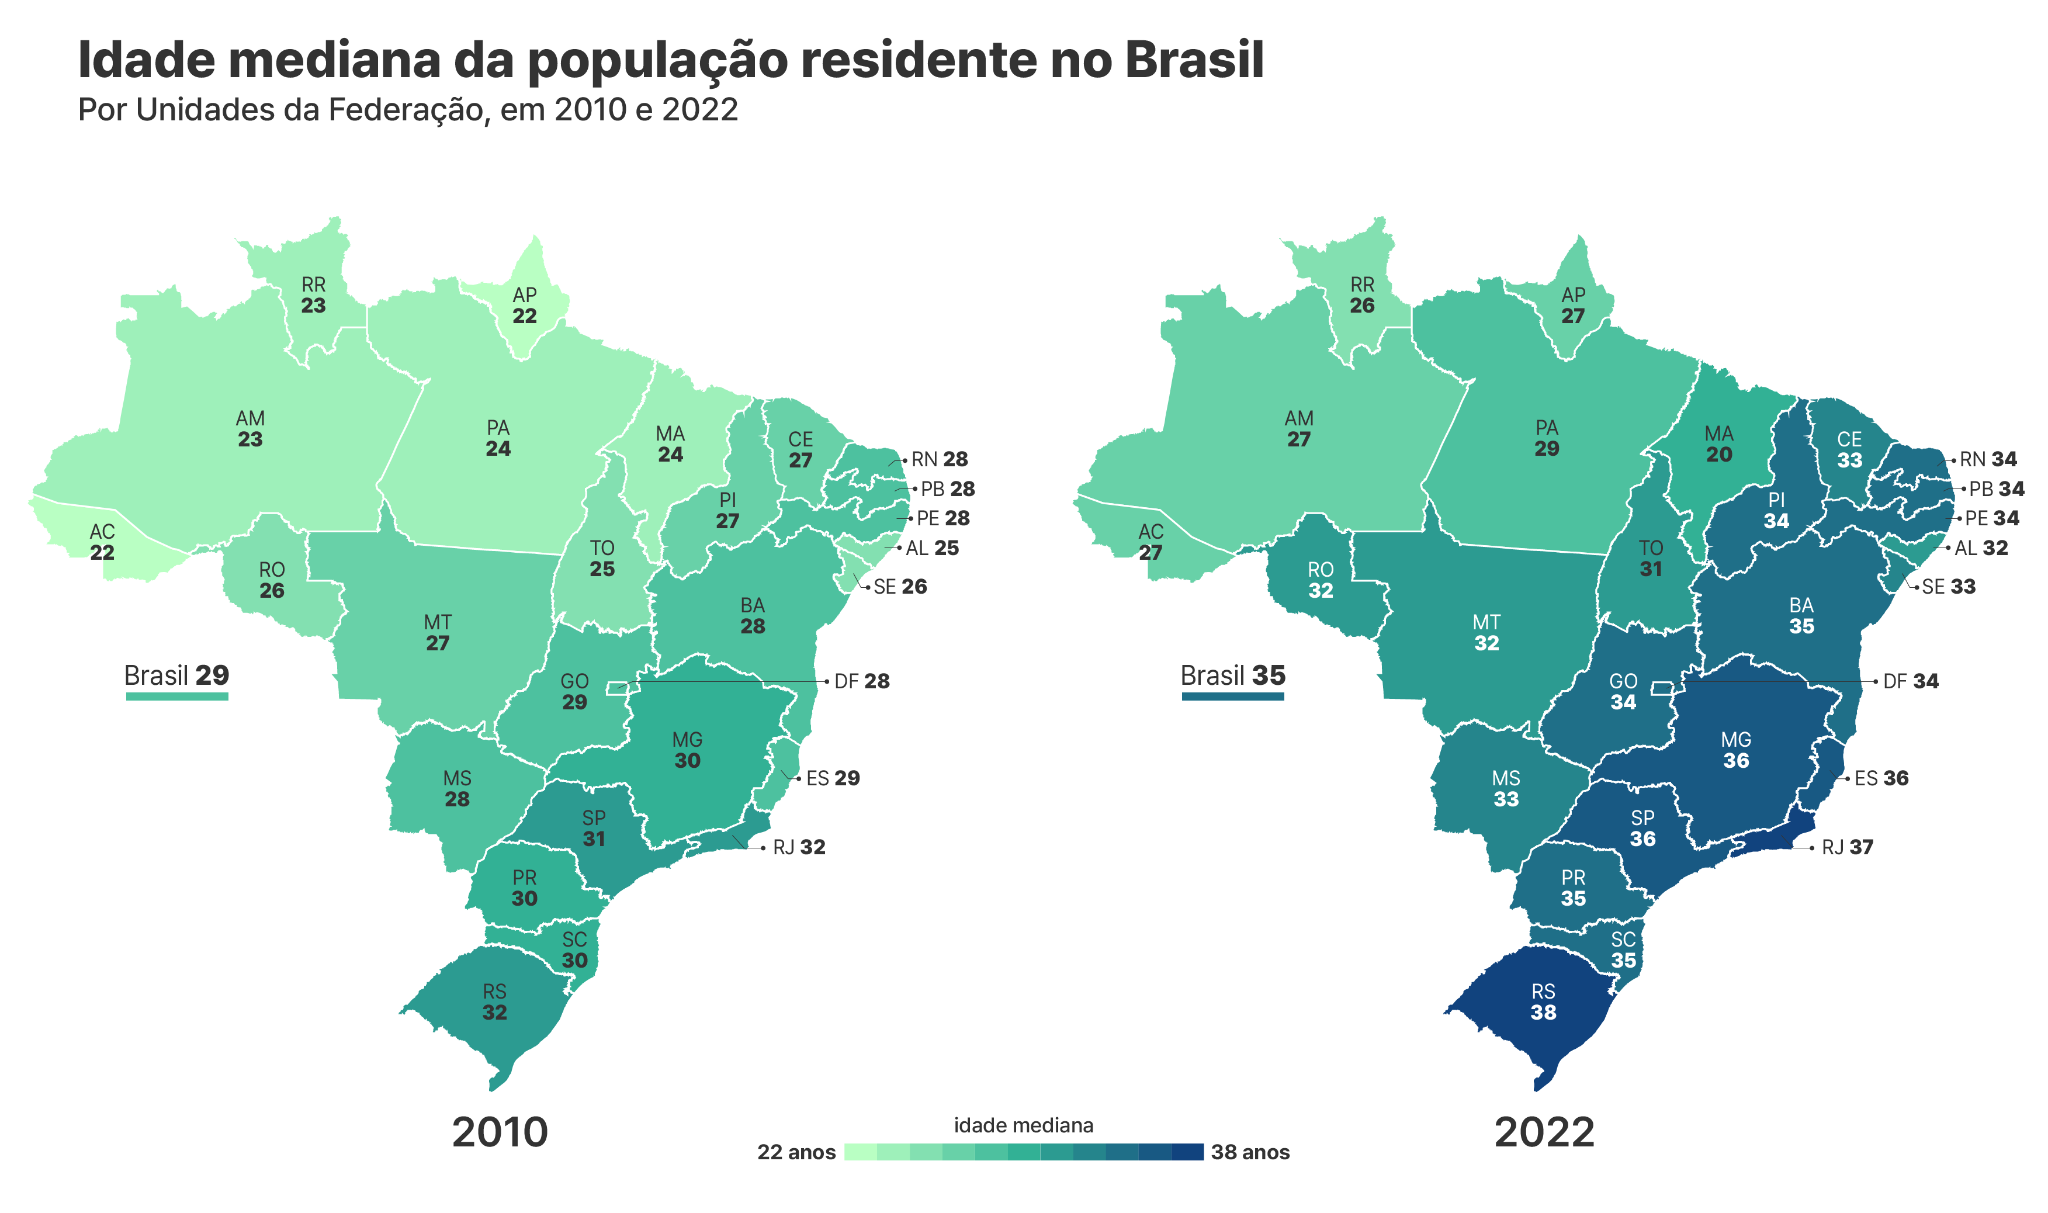 Idade mediana da população residente no Brasil
Por Unidades da Federação, em 2010 e 2022
RR
23
AP
22
AM
23
PA
24
MA
24
CE
27
RN 28
PB 28
PI
27
PE 28
AC
22
AL 25
TO
25
RO
26
SE 26
BA
28
MT
27
Brasil 29
GO
29
DF 28
MG
30
MS
28
ES 29
SP
31
RJ 32
PR
30
SC
30
RS
32
2010
RR
26
AP
27
AM
27
PA
29
MA
20
CE
33
RN 34
PB 34
PI
34
PE 34
AC
27
AL 32
TO
31
RO
32
SE 33
BA
35
MT
32
Brasil 35
GO
34
DF 34
MG
36
MS
33
ES 36
SP
36
RJ 37
PR
35
SC
35
RS
38
2022
idade mediana
22 anos
38 anos